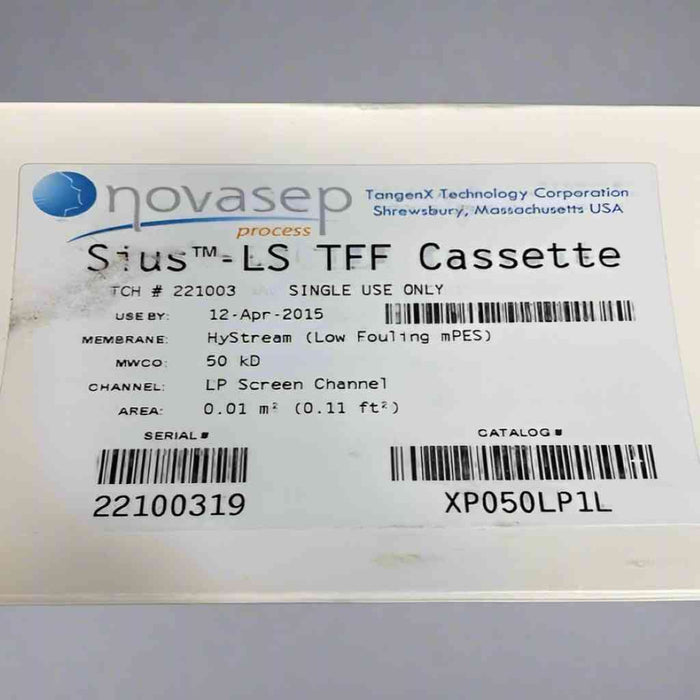 novasep
process
TangenX Technology Corporation
Shrewsbury, Massachusetts USA
Sius™-LS TFF Cassette
TCH # 221003 SINGLE USE ONLY
USE BY: 12-Apr-2015
MEMBRANE: HyStream (Low Fouling mPES)
MWCO: 50 kD
CHANNEL: LP Screen Channel
AREA: 0.01 m² (0.11 ft²)
SERIAL #
22100319
CATALOG #
XP050LP1L